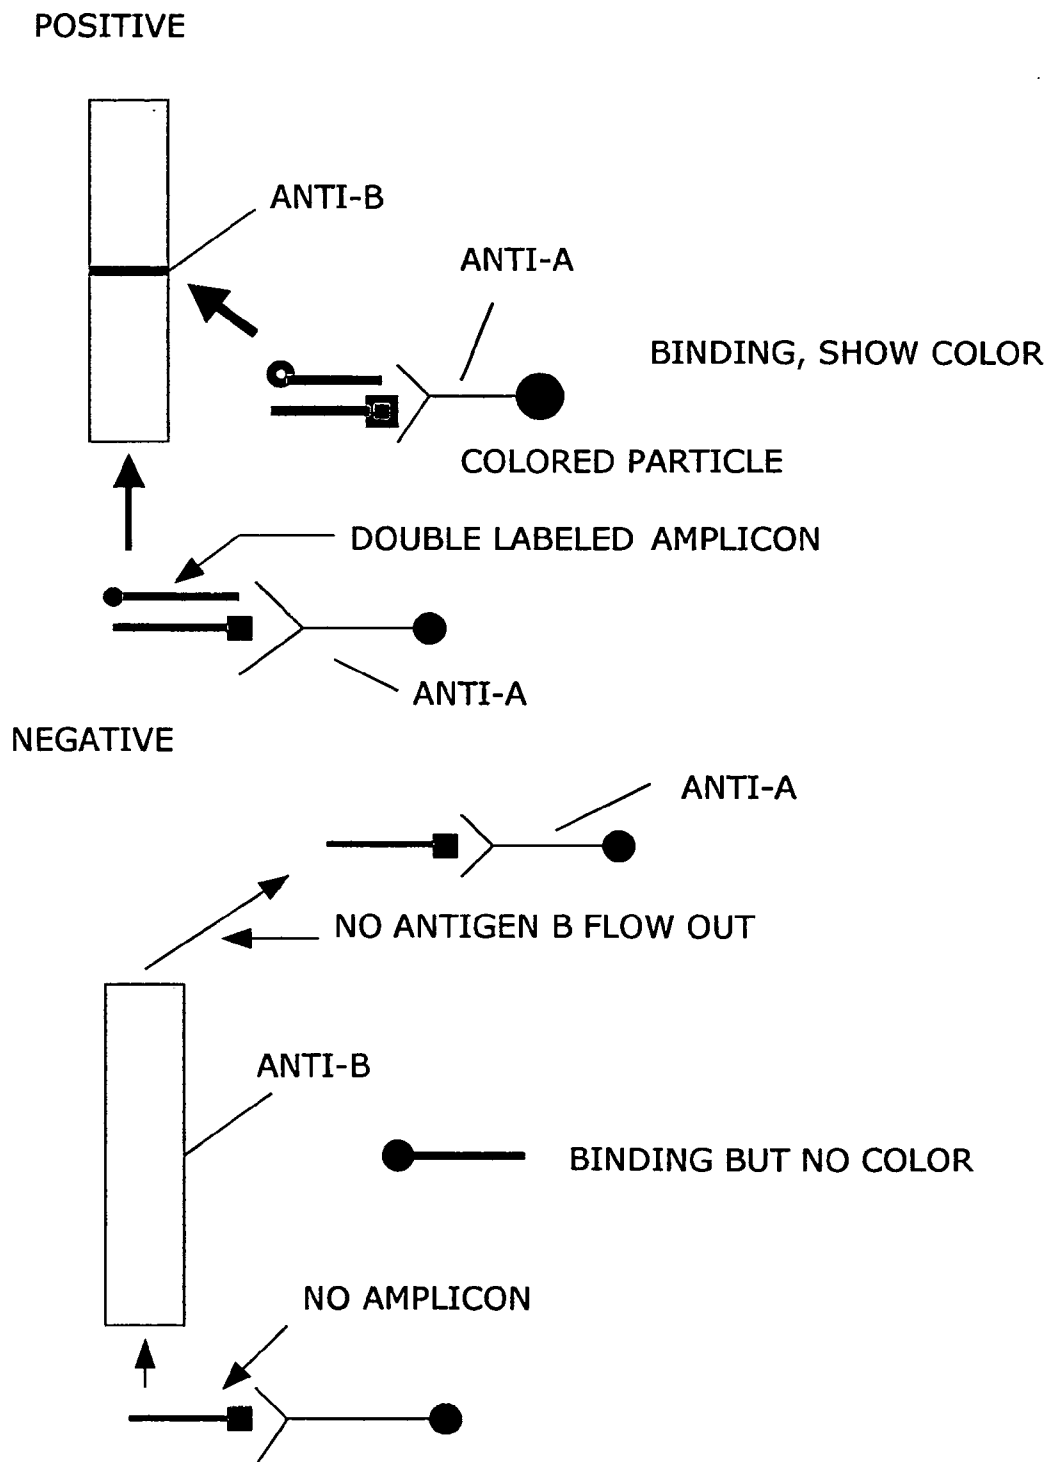 POSITIVE
ANTI-B
ANTI-A
BINDING, SHOW COLOR
COLORED PARTICLE
DOUBLE LABELED AMPLICON
ANTI-A
NEGATIVE
ANTI-A
NO ANTIGEN B FLOW OUT
ANTI-B
BINDING BUT NO COLOR
NO AMPLICON